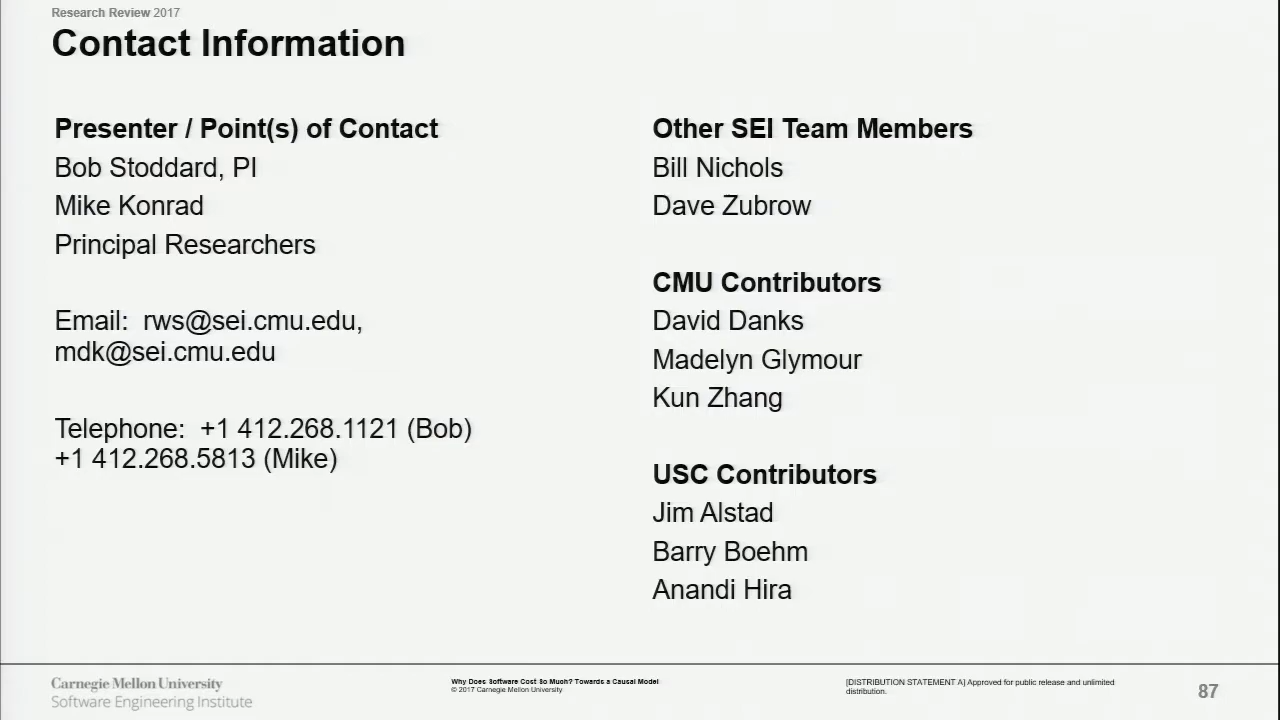 Research Review 2017
Contact Information
Presenter / Point(s) of Contact
Bob Stoddard, PI
Mike Konrad
Principal Researchers
Email:  rws@sei.cmu.edu,
mdk@sei.cmu.edu
Telephone:  +1 412.268.1121 (Bob)
+1 412.268.5813 (Mike)
Other SEI Team Members
Bill Nichols
Dave Zubrow
CMU Contributors
David Danks
Madelyn Glymour
Kun Zhang
USC Contributors
Jim Alstad
Barry Boehm
Anandi Hira
Carnegie Mellon University
Software Engineering Institute
Why Does Software Cost So Much? Towards a Causal Model
© 2017 Carnegie Mellon University
[DISTRIBUTION STATEMENT A] Approved for public release and unlimited
distribution.
87